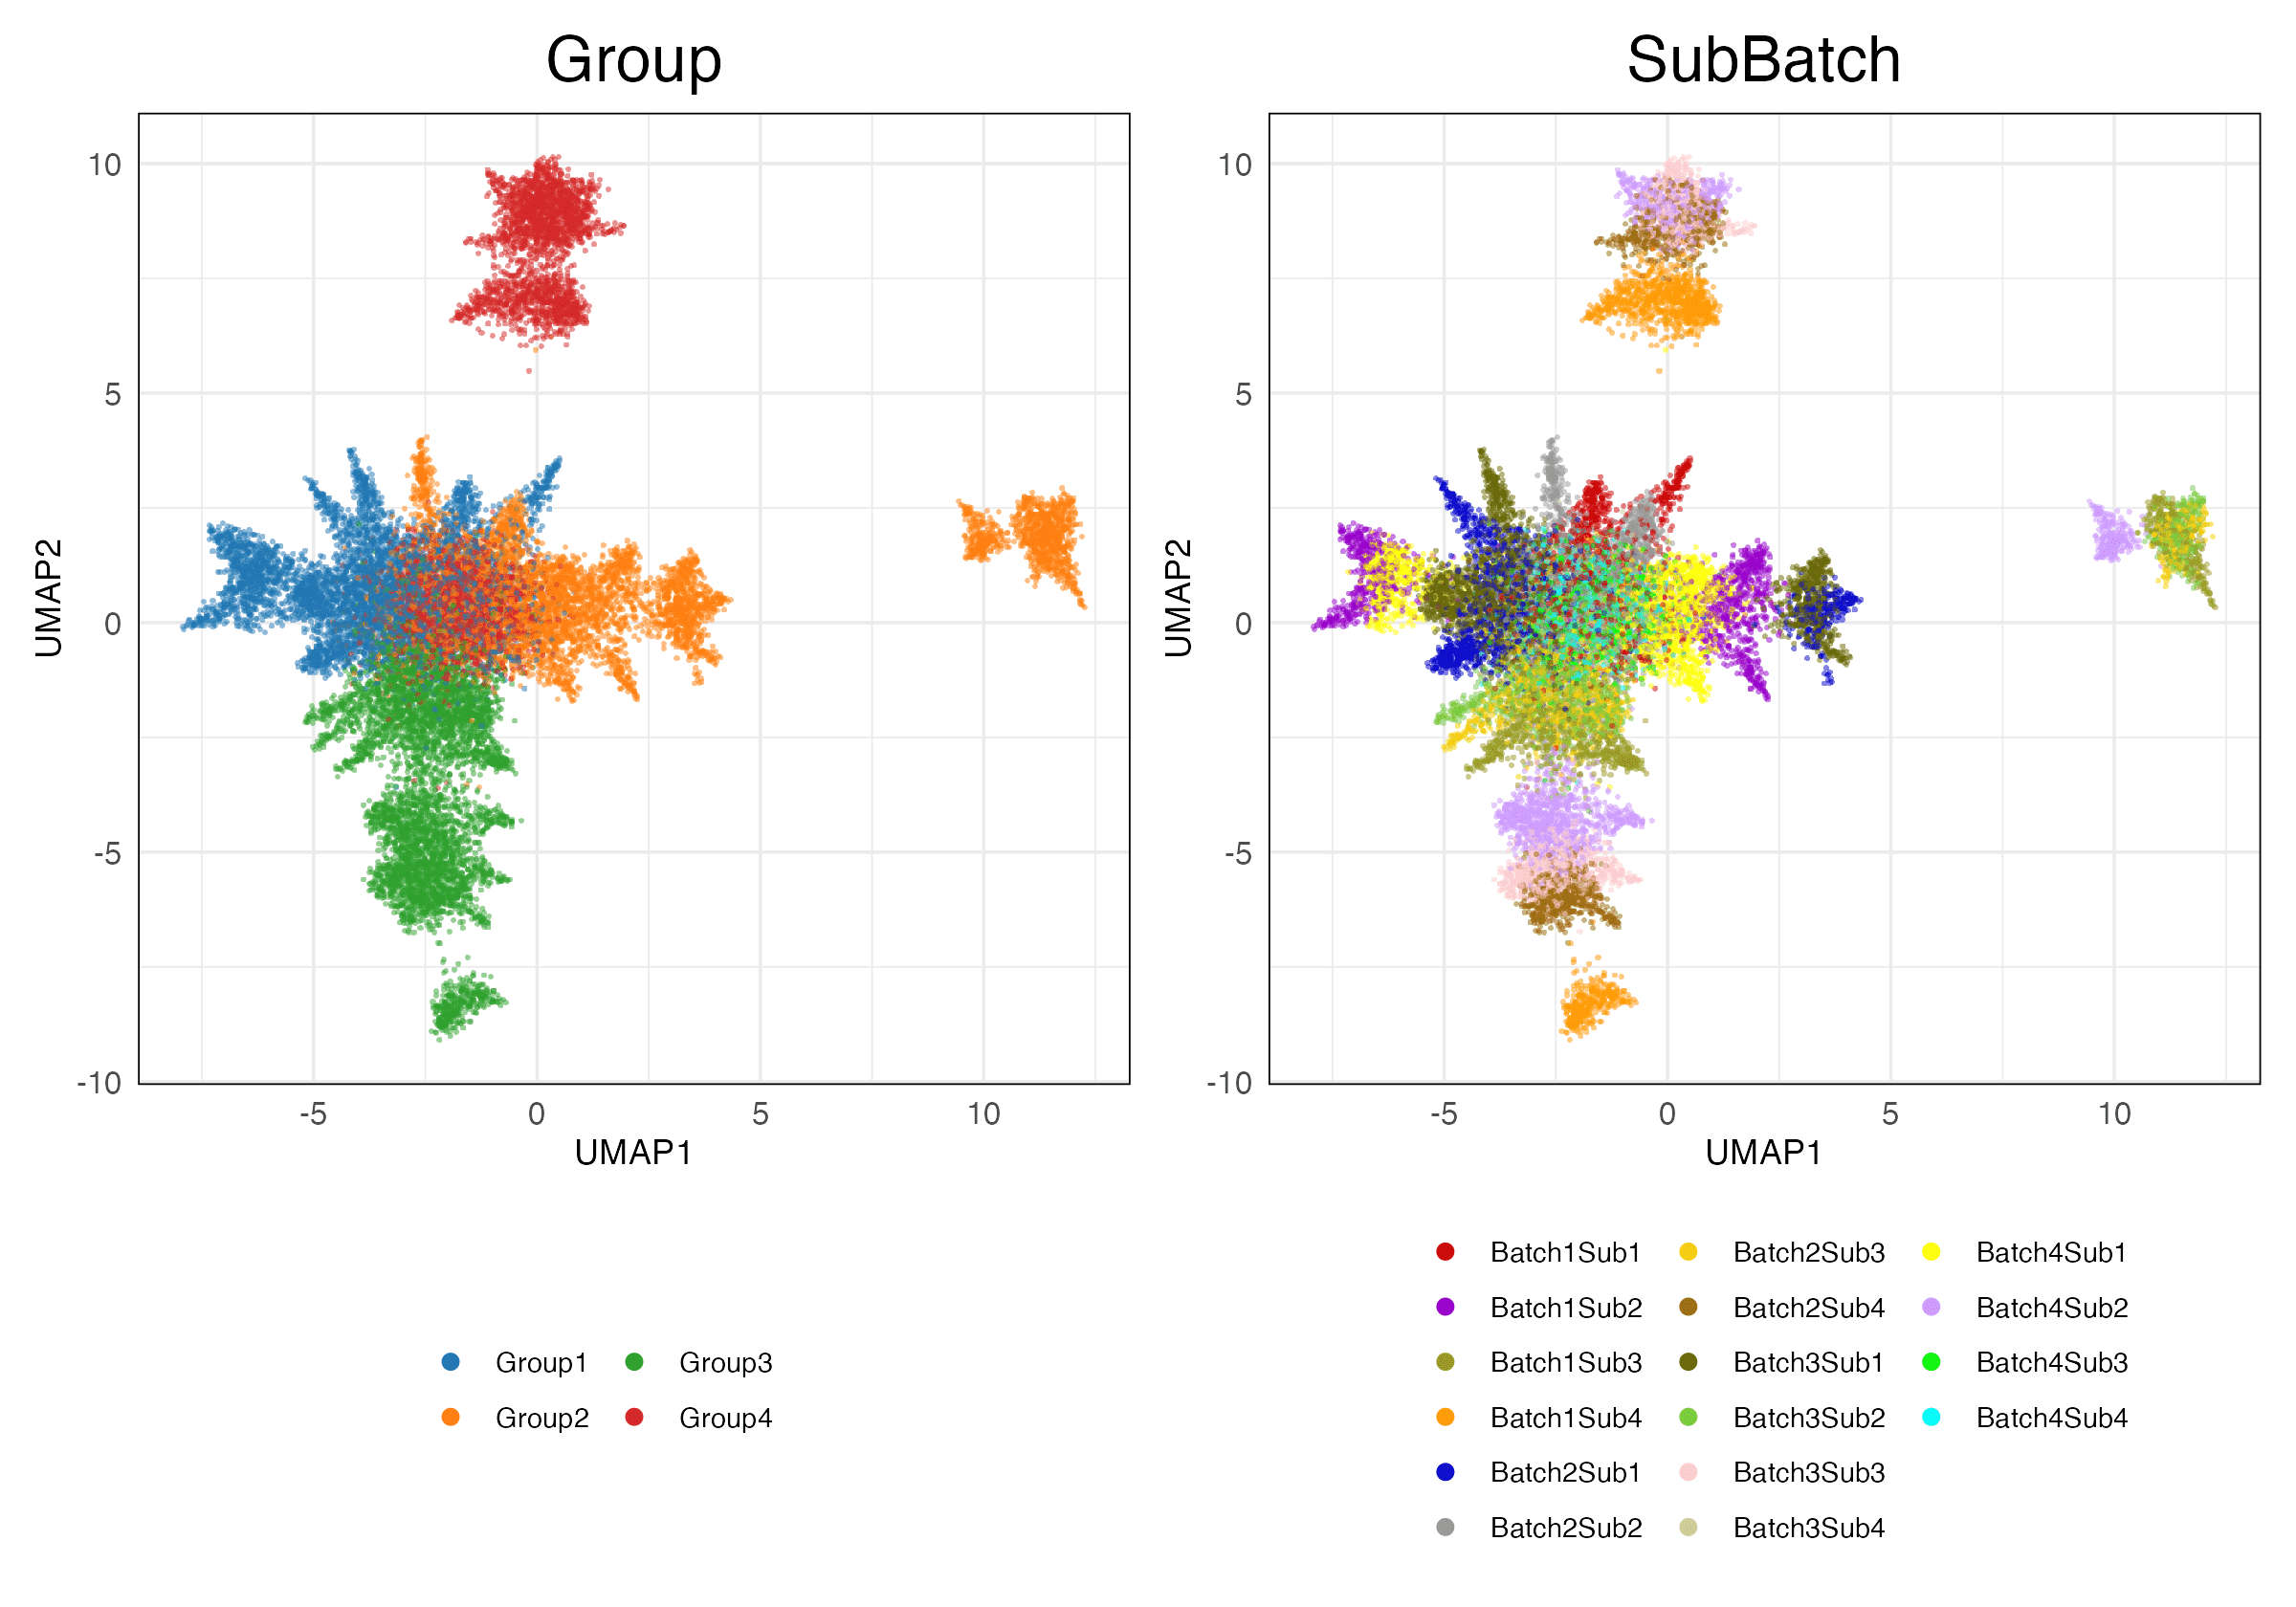 Group
SubBatch
10
5
0
-5
-10
UMAP2
-5
0
5
10
UMAP1
10
5
0
-5
-10
UMAP2
-5
0
5
10
UMAP1
Group1
Group3
Group2
Group4
Batch1Sub1
Batch2Sub3
Batch4Sub1
Batch1Sub2
Batch2Sub4
Batch4Sub2
Batch1Sub3
Batch3Sub1
Batch4Sub3
Batch1Sub4
Batch3Sub2
Batch4Sub4
Batch2Sub1
Batch3Sub3
Batch2Sub2
Batch3Sub4